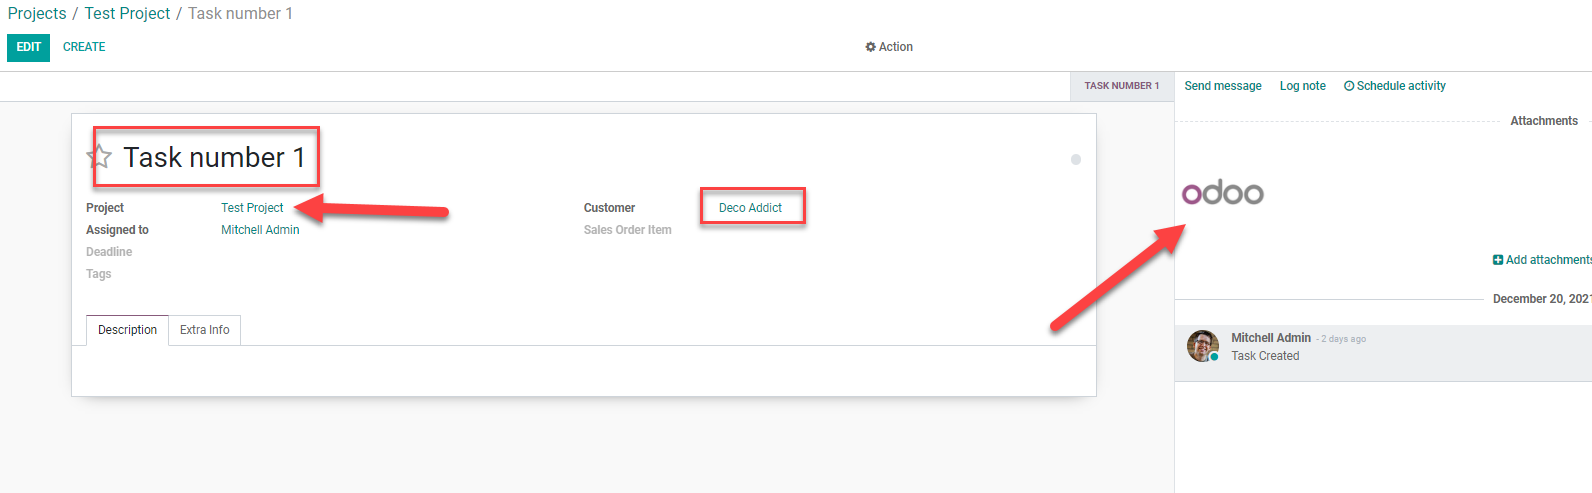 Projects / Test Project / Task number 1
EDIT CREATE Action
TASK NUMBER 1 Send message Log note Schedule activity
Attachments
Task number 1
odoo
Project Test Project Customer Deco Addict
Assigned to Mitchell Admin Sales Order Item
Deadline
Tags
Add attachments
December 20, 2021
Description Extra Info
Mitchell Admin - 2 days ago
Task Created